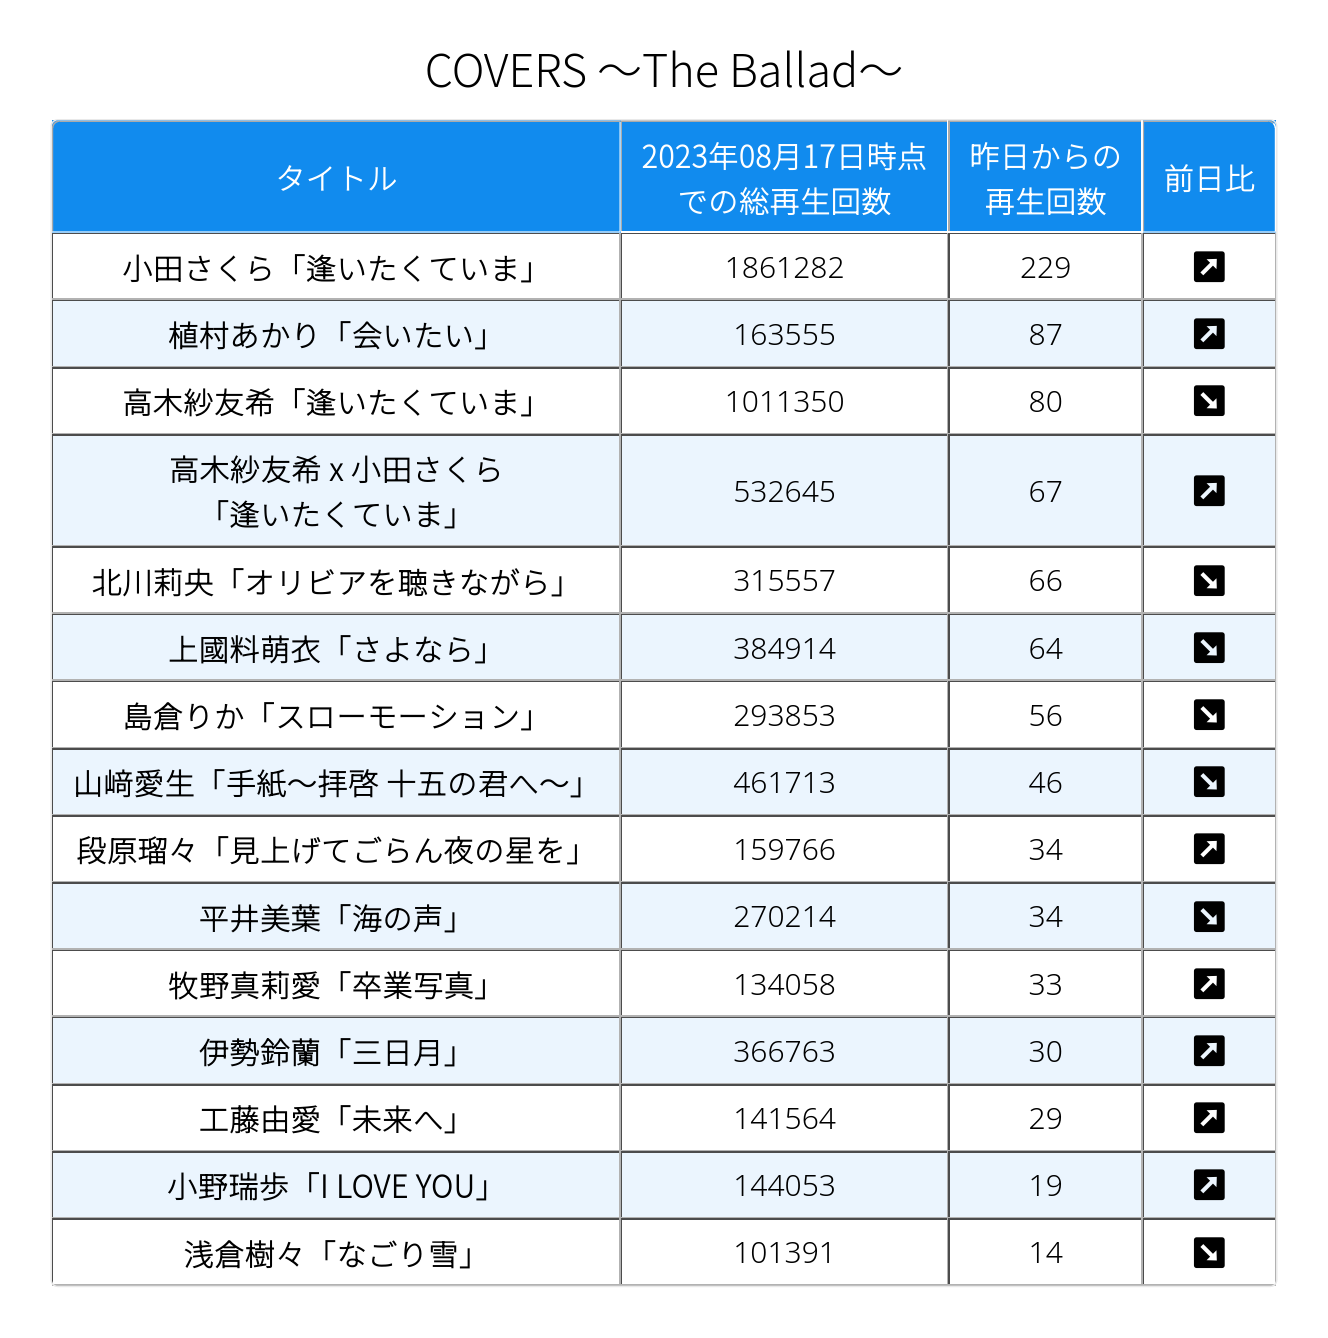 COVERS ～The Ballad～
タイトル
2023年08月17日時点
での総再生回数
昨日からの
再生回数
前日比
小田さくら「逢いたくていま」 1861282 229 ↗
植村あかり「会いたい」 163555 87 ↗
高木紗友希「逢いたくていま」 1011350 80 ↘
高木紗友希 x 小田さくら
「逢いたくていま」 532645 67 ↗
北川莉央「オリビアを聴きながら」 315557 66 ↘
上國料萌衣「さよなら」 384914 64 ↘
島倉りか「スローモーション」 293853 56 ↘
山﨑愛生「手紙～拝啓 十五の君へ～」 461713 46 ↘
段原瑠々「見上げてごらん夜の星を」 159766 34 ↗
平井美葉「海の声」 270214 34 ↘
牧野真莉愛「卒業写真」 134058 33 ↗
伊勢鈴蘭「三日月」 366763 30 ↗
工藤由愛「未来へ」 141564 29 ↗
小野瑞歩「I LOVE YOU」 144053 19 ↗
浅倉樹々「なごり雪」 101391 14 ↘